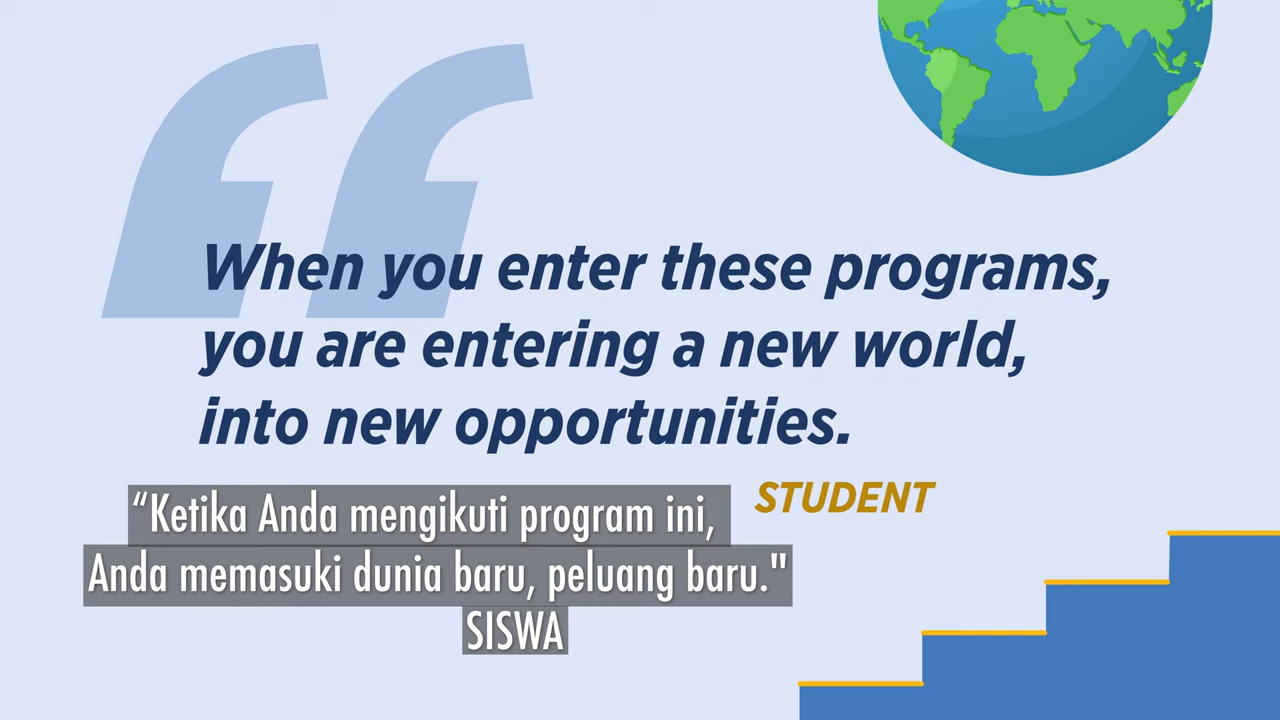 When you enter these programs,
you are entering a new world,
into new opportunities.
STUDENT
“Ketika Anda mengikuti program ini,
Anda memasuki dunia baru, peluang baru."
SISWA